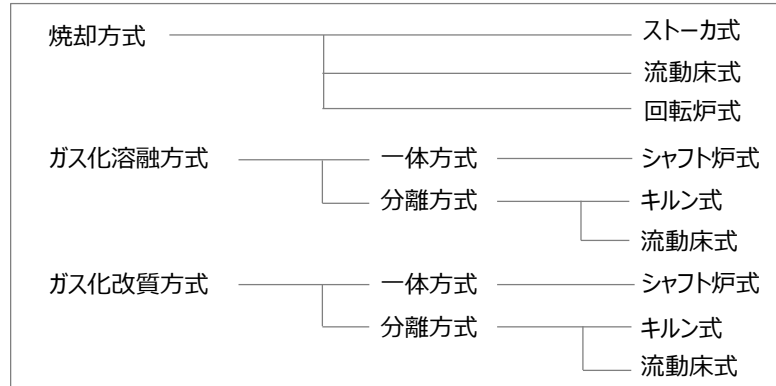 焼却方式 ストーカ式
流動床式
回転炉式
ガス化溶融方式 一体方式 シャフト炉式
分離方式 キルン式
流動床式
ガス化改質方式 一体方式 シャフト炉式
分離方式 キルン式
流動床式